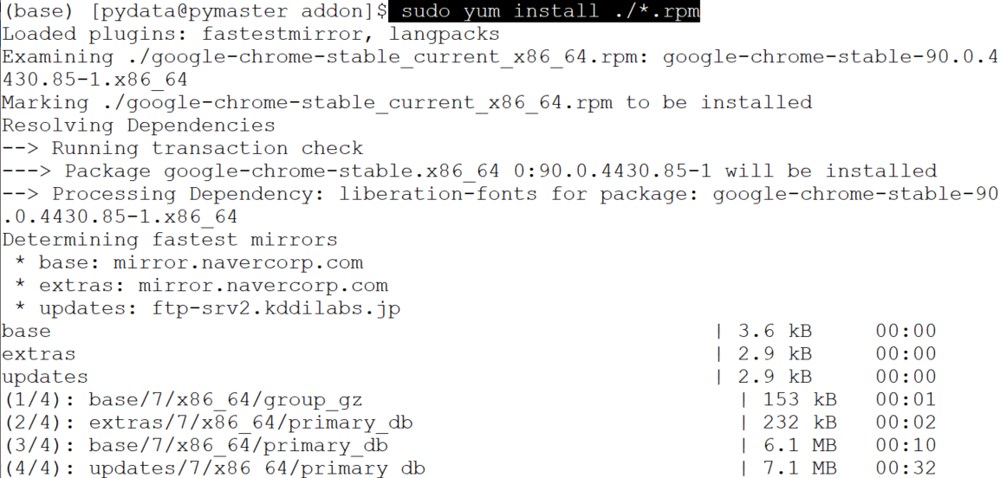 (base) [pydata@pymaster addon]$ sudo yum install ./*.rpm
Loaded plugins: fastestmirror, langpacks
Examining ./google-chrome-stable_current_x86_64.rpm: google-chrome-stable-90.0.4
430.85-1.x86_64
Marking ./google-chrome-stable_current_x86_64.rpm to be installed
Resolving Dependencies
--> Running transaction check
---> Package google-chrome-stable.x86_64 0:90.0.4430.85-1 will be installed
--> Processing Dependency: liberation-fonts for package: google-chrome-stable-90
.0.4430.85-1.x86_64
Determining fastest mirrors
 * base: mirror.navercorp.com
 * extras: mirror.navercorp.com
 * updates: ftp-srv2.kddilabs.jp
base | 3.6 kB 00:00
extras | 2.9 kB 00:00
updates | 2.9 kB 00:00
(1/4): base/7/x86_64/group_gz | 153 kB 00:01
(2/4): extras/7/x86_64/primary_db | 232 kB 00:02
(3/4): base/7/x86_64/primary_db | 6.1 MB 00:10
(4/4): updates/7/x86_64/primary_db | 7.1 MB 00:32